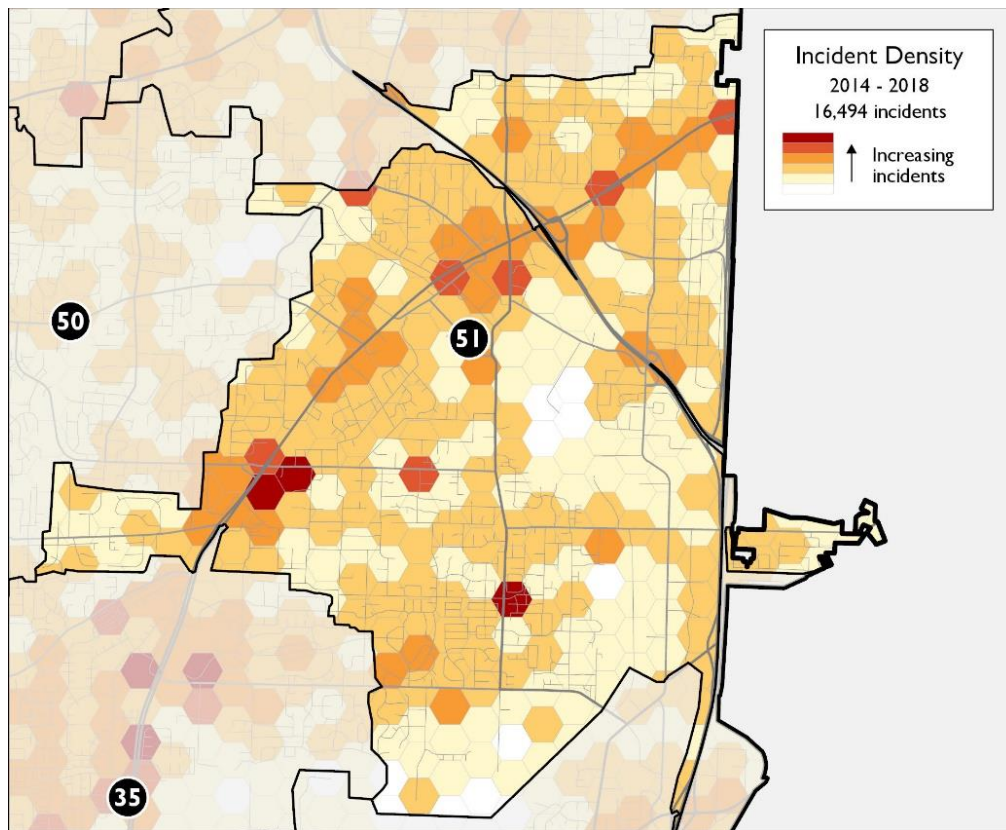 Incident Density
2014 - 2018
16,494 incidents
Increasing
incidents
50
51
35